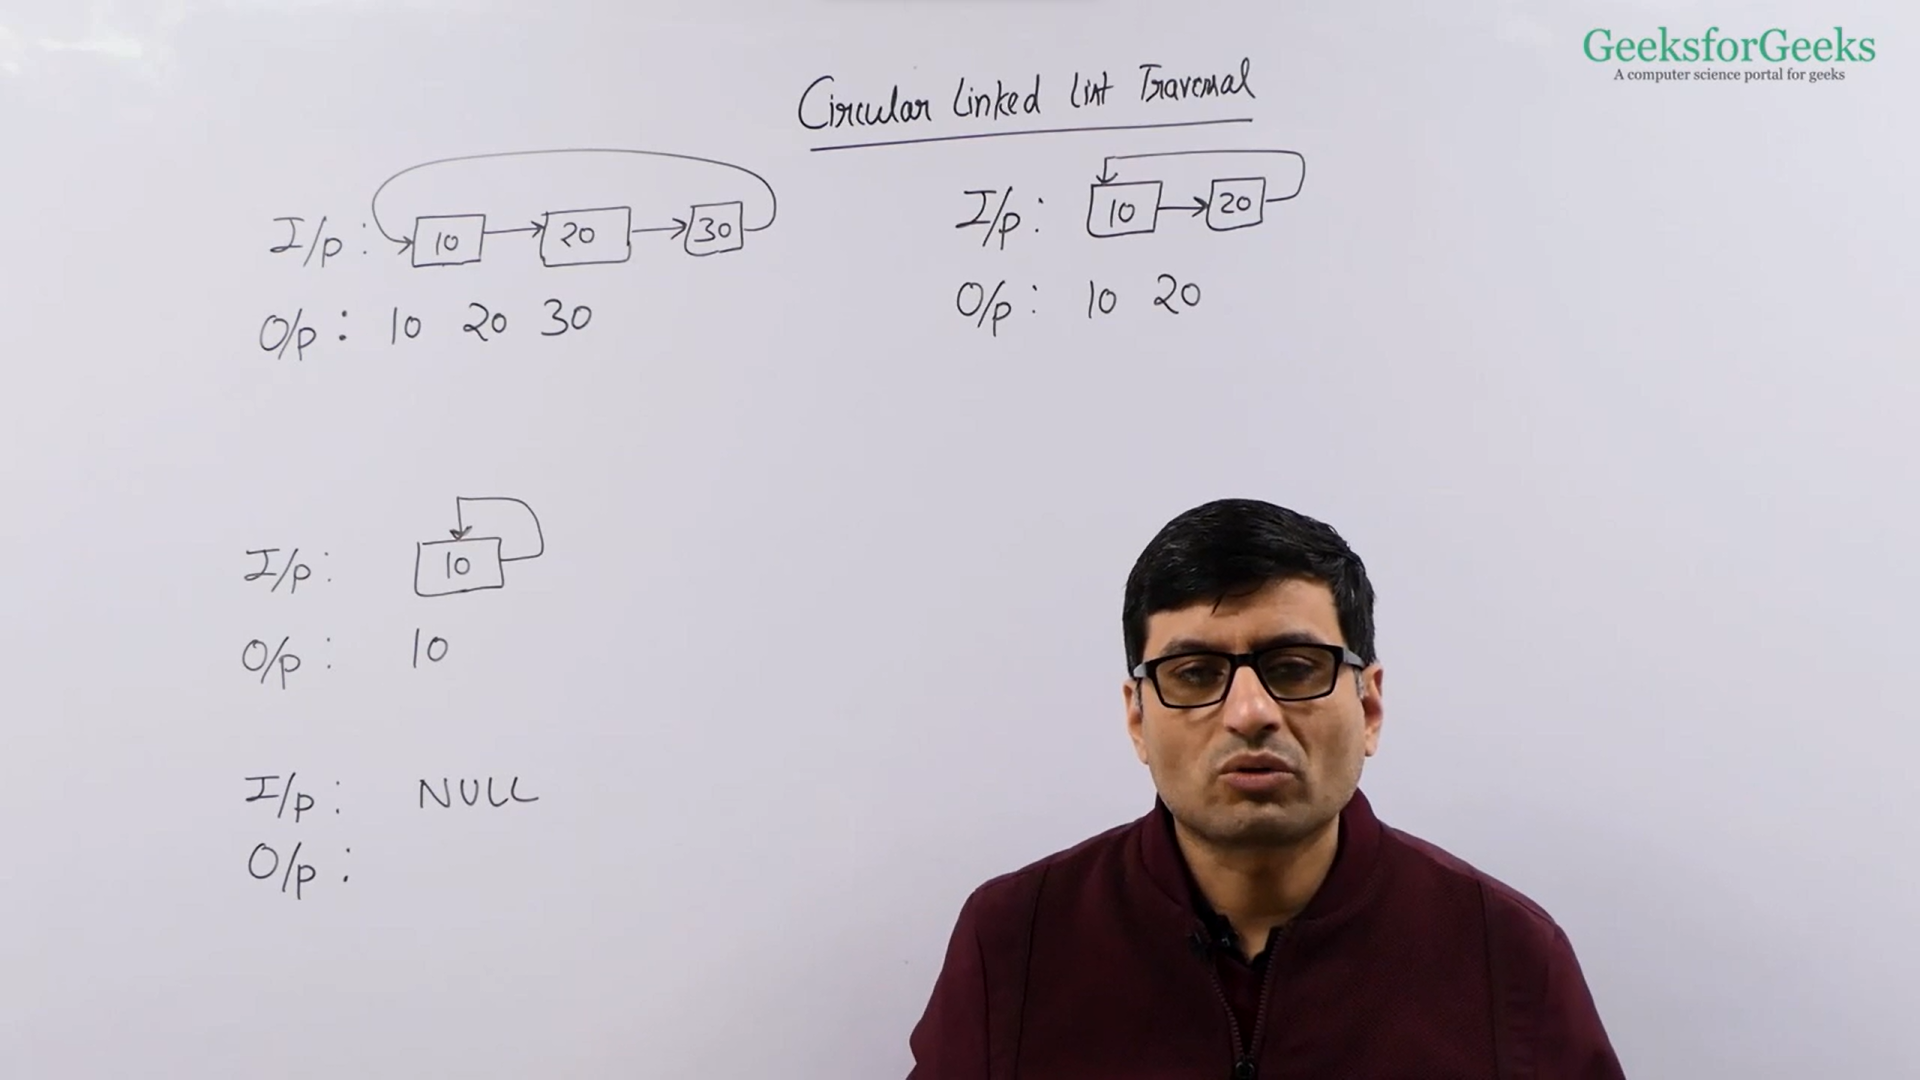 GeeksforGeeks
A computer science portal for geeks
Circular Linked List Traversal
I/p : 10 20 30
O/p : 10 20 30
I/p : 10 20
O/p : 10 20
I/p : 10
O/p : 10
I/p : NULL
O/p :